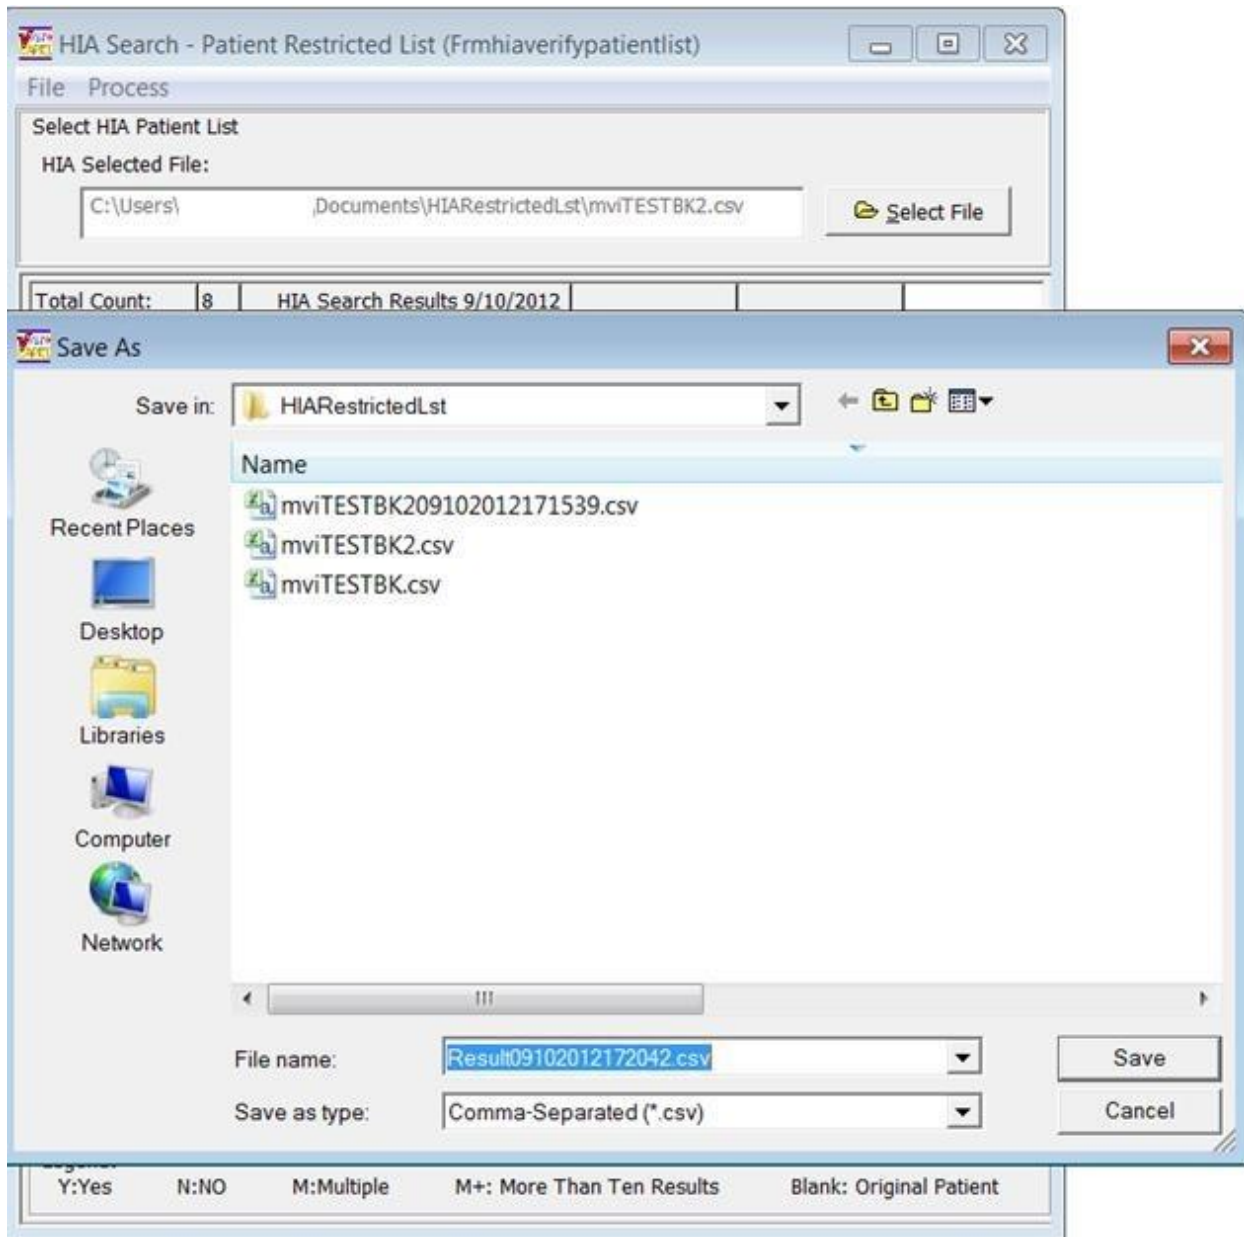 HIA Search - Patient Restricted List (Frmhiaverifypatientlist)
File Process
Select HIA Patient List
HIA Selected File:
C:\Users\ Documents\HIARestrictedLst\mviTESTBK2.csv Select File
Total Count: 8 HIA Search Results 9/10/2012
Save As
Save in: HIARestrictedLst
Name
mviTESTBK209102012171539.csv
mviTESTBK2.csv
mviTESTBK.csv
Recent Places
Desktop
Libraries
Computer
Network
File name: Result09102012172042.csv Save
Save as type: Comma-Separated (*.csv) Cancel
Y:Yes N:NO M:Multiple M+: More Than Ten Results Blank: Original Patient